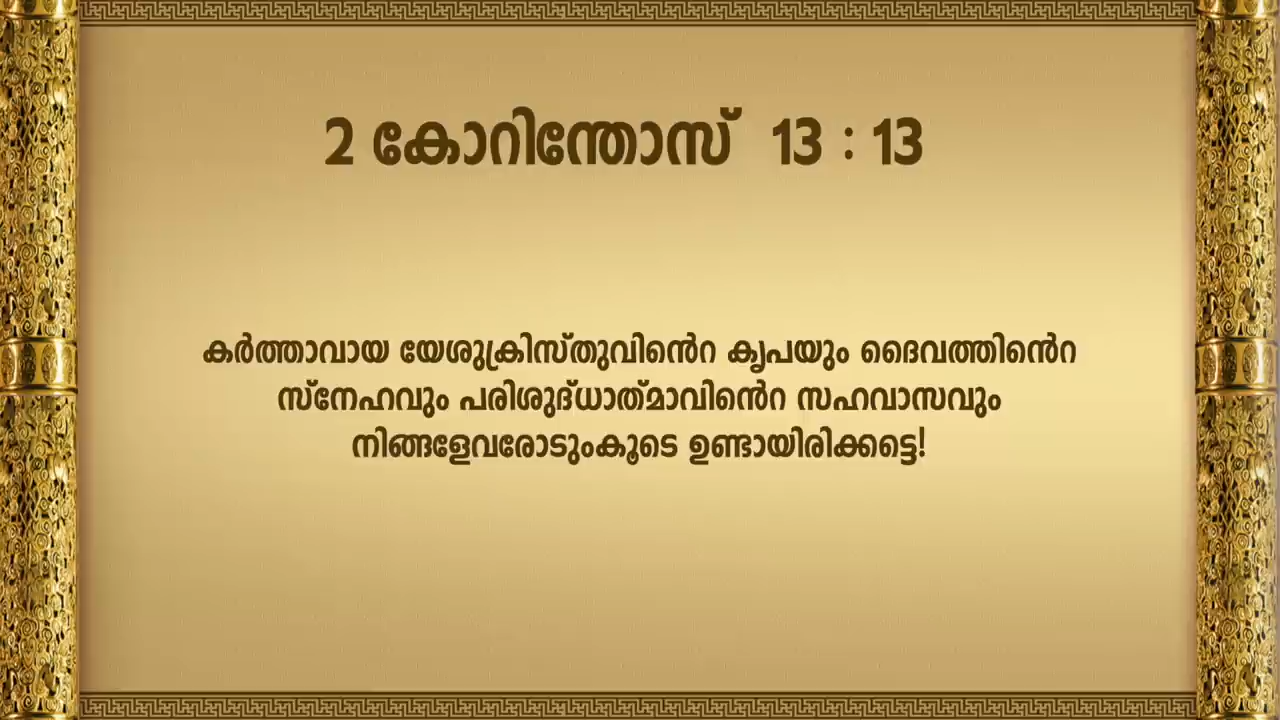 2 കോറിന്തോസ് 13 : 13
കർത്താവായ യേശുക്രിസ്തുവിൻെറ കൃപയും ദൈവത്തിൻെറ
സ്നേഹവും പരിശുദ്ധാത്മാവിൻെറ സഹവാസവും
നിങ്ങളേവരോടുംകൂടെ ഉണ്ടായിരിക്കട്ടെ!